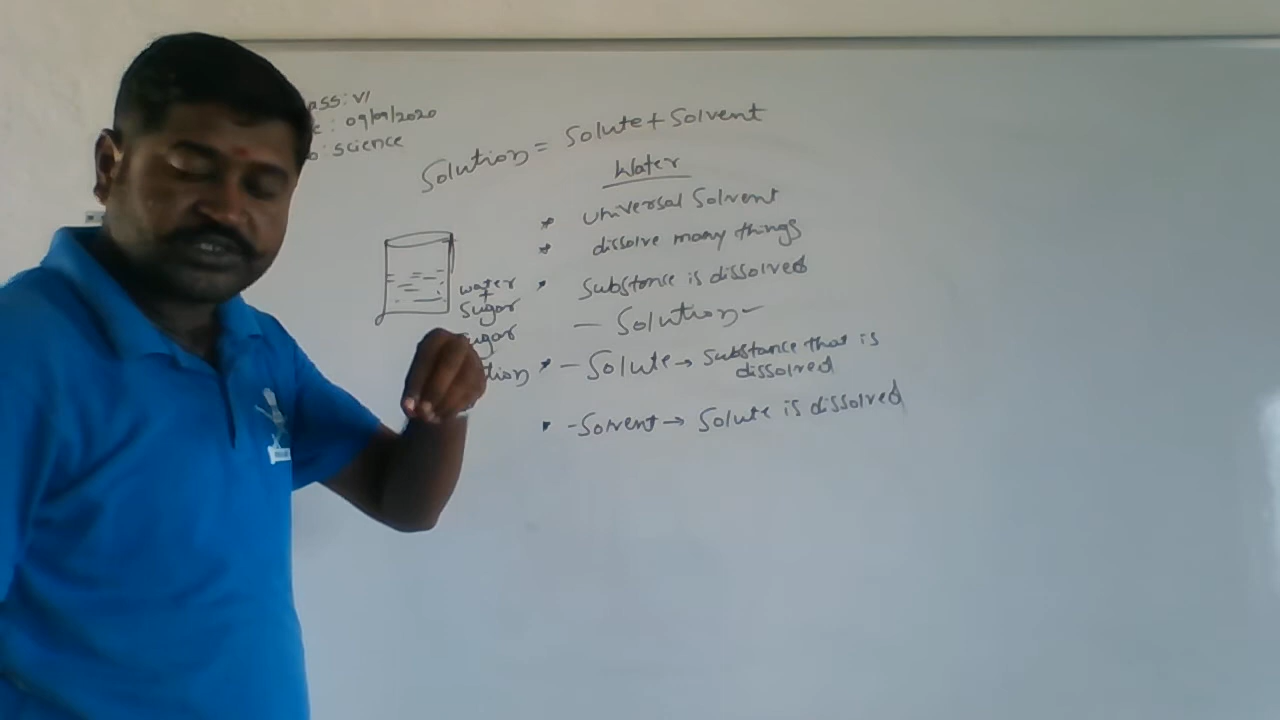 ass: VI
: 09/09/2020
: science
Solution = Solute + Solvent
Water
* universal Solvent
* dissolve many things
* Substance is dissolved
- Solution -
* - Solute → Substance that is
dissolved
- Solvent → Solute is dissolved
water
+
Sugar
ugar
tion